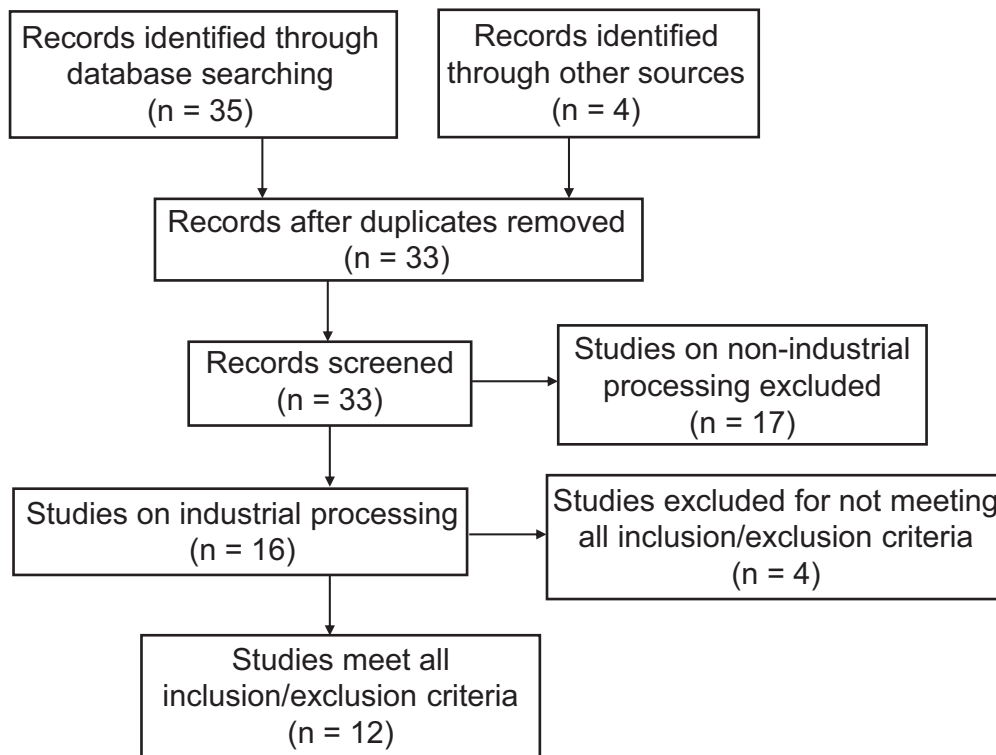 Records identified through
database searching
(n = 35)
Records identified
through other sources
(n = 4)
Records after duplicates removed
(n = 33)
Records screened
(n = 33)
Studies on non-industrial
processing excluded
(n = 17)
Studies on industrial processing
(n = 16)
Studies excluded for not meeting
all inclusion/exclusion criteria
(n = 4)
Studies meet all
inclusion/exclusion criteria
(n = 12)